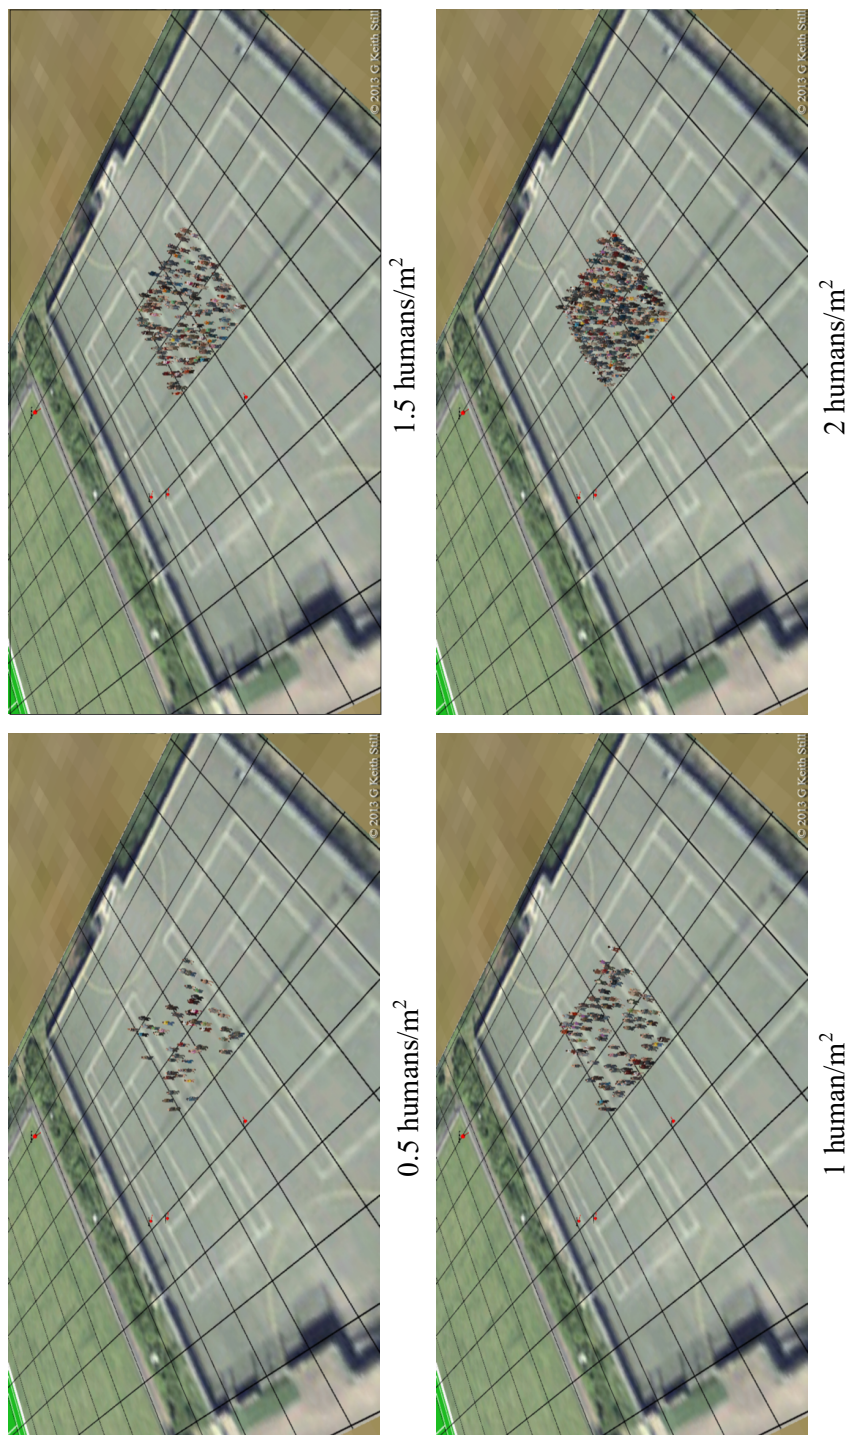 © 2013 G Keith Still
1.5 humans/m²
© 2013 G Keith Still
2 humans/m²
© 2013 G Keith Still
0.5 humans/m²
© 2013 G Keith Still
1 human/m²